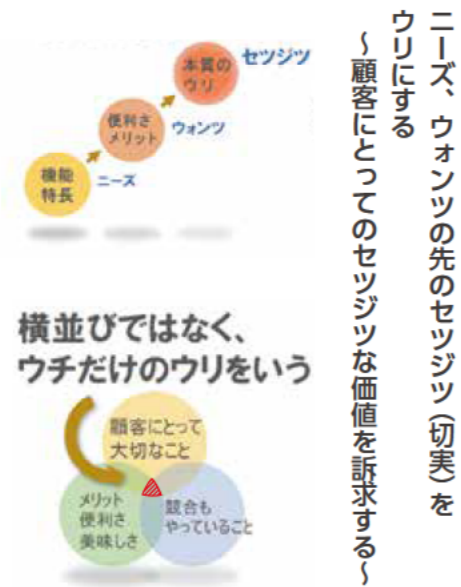 ニーズ、ウォンツの先のセツジツ（切実）を
ウリにする
～顧客にとってのセツジツな価値を訴求する～
本質の
ウリ
セツジツ
便利さ
メリット
ウォンツ
機能
特長
ニーズ
横並びではなく、
ウチだけのウリをいう
顧客にとって
大切なこと
メリット
便利さ
美味しさ
競合も
やっていること